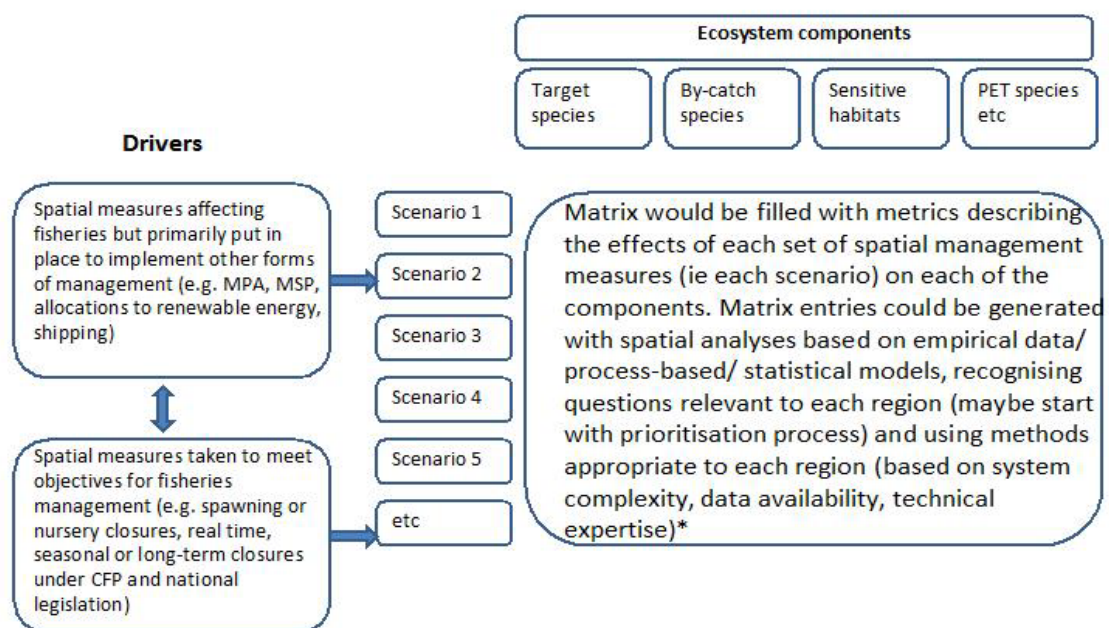 Ecosystem components
Target
species
By-catch
species
Sensitive
habitats
PET species
etc
Drivers
Spatial measures affecting
fisheries but primarily put in
place to implement other forms
of management (e.g. MPA, MSP,
allocations to renewable energy,
shipping)
Spatial measures taken to meet
objectives for fisheries
management (e.g. spawning or
nursery closures, real time,
seasonal or long-term closures
under CFP and national
legislation)
Scenario 1
Scenario 2
Scenario 3
Scenario 4
Scenario 5
etc
Matrix would be filled with metrics describing
the effects of each set of spatial management
measures (ie each scenario) on each of the
components. Matrix entries could be generated
with spatial analyses based on empirical data/
process-based/ statistical models, recognising
questions relevant to each region (maybe start
with prioritisation process) and using methods
appropriate to each region (based on system
complexity, data availability, technical
expertise)*